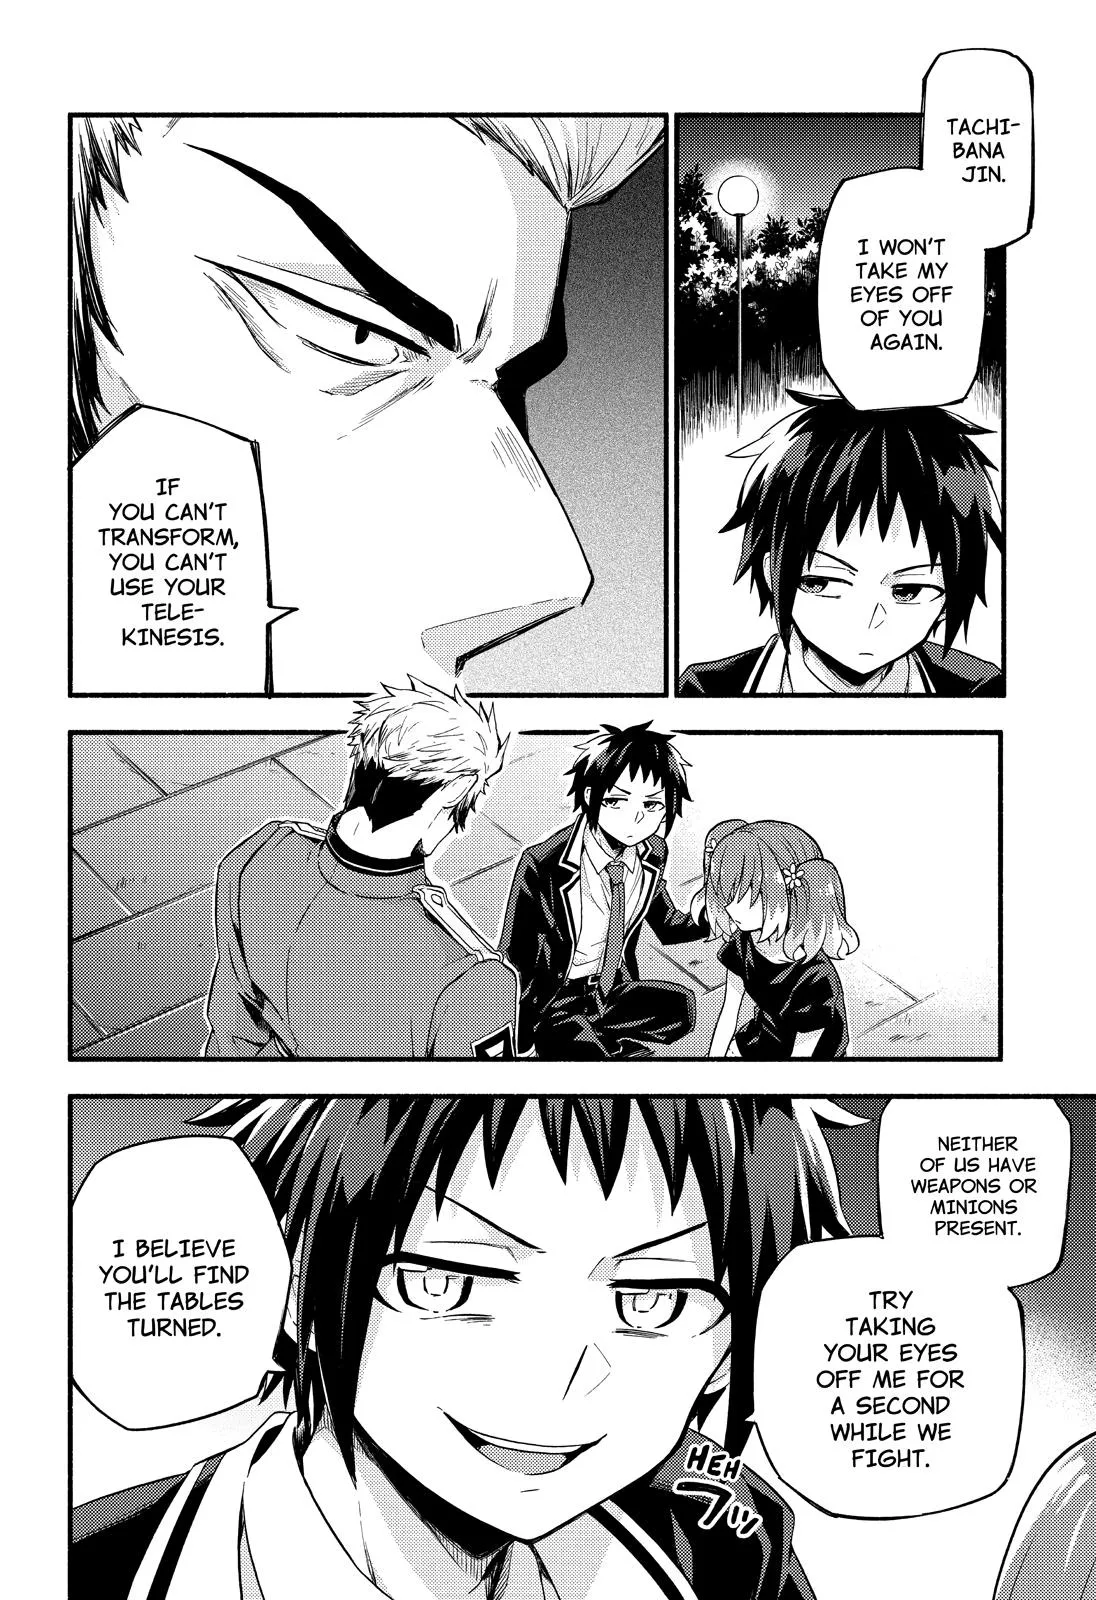 TACHI-
BANA
JIN.
I WON'T
TAKE MY
EYES OFF
OF YOU
AGAIN.
IF
YOU CAN'T
TRANSFORM,
YOU CAN'T
USE YOUR
TELE-
KINESIS.
NEITHER
OF US HAVE
WEAPONS OR
MINIONS
PRESENT.
TRY
TAKING
YOUR EYES
OFF ME FOR
A SECOND
WHILE WE
FIGHT.
HEH
フッ
I BELIEVE
YOU'LL FIND
THE TABLES
TURNED.